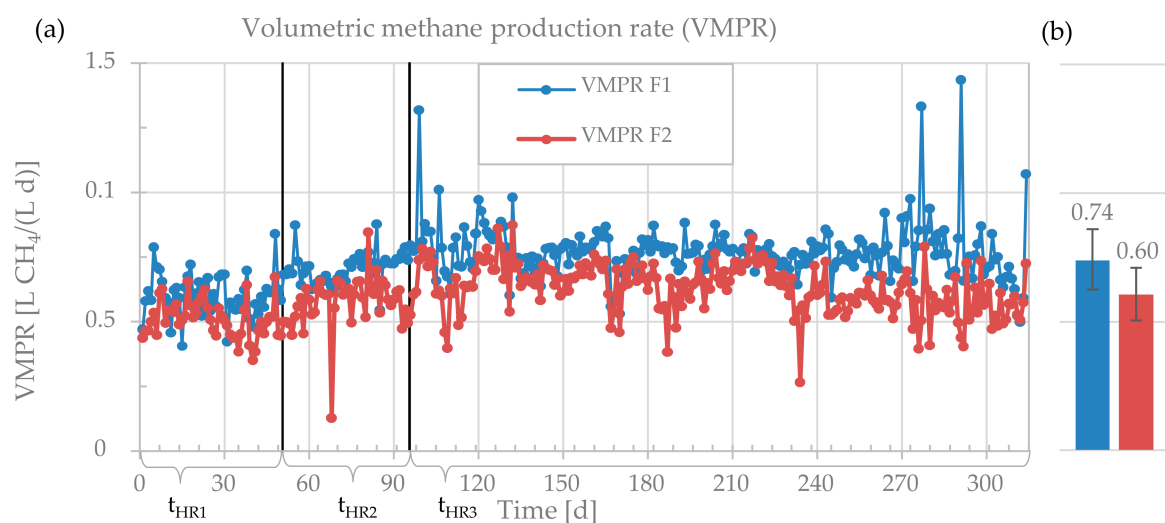 (a)
Volumetric methane production rate (VMPR)
(b)
VMPR [L CH4/(L d)]
1.5
0.1
0.5
0
VMPR F1
VMPR F2
0.74
0.60
0 30 60 90 120 150 180 210 240 270 300
tHR1 tHR2 tHR3
Time [d]